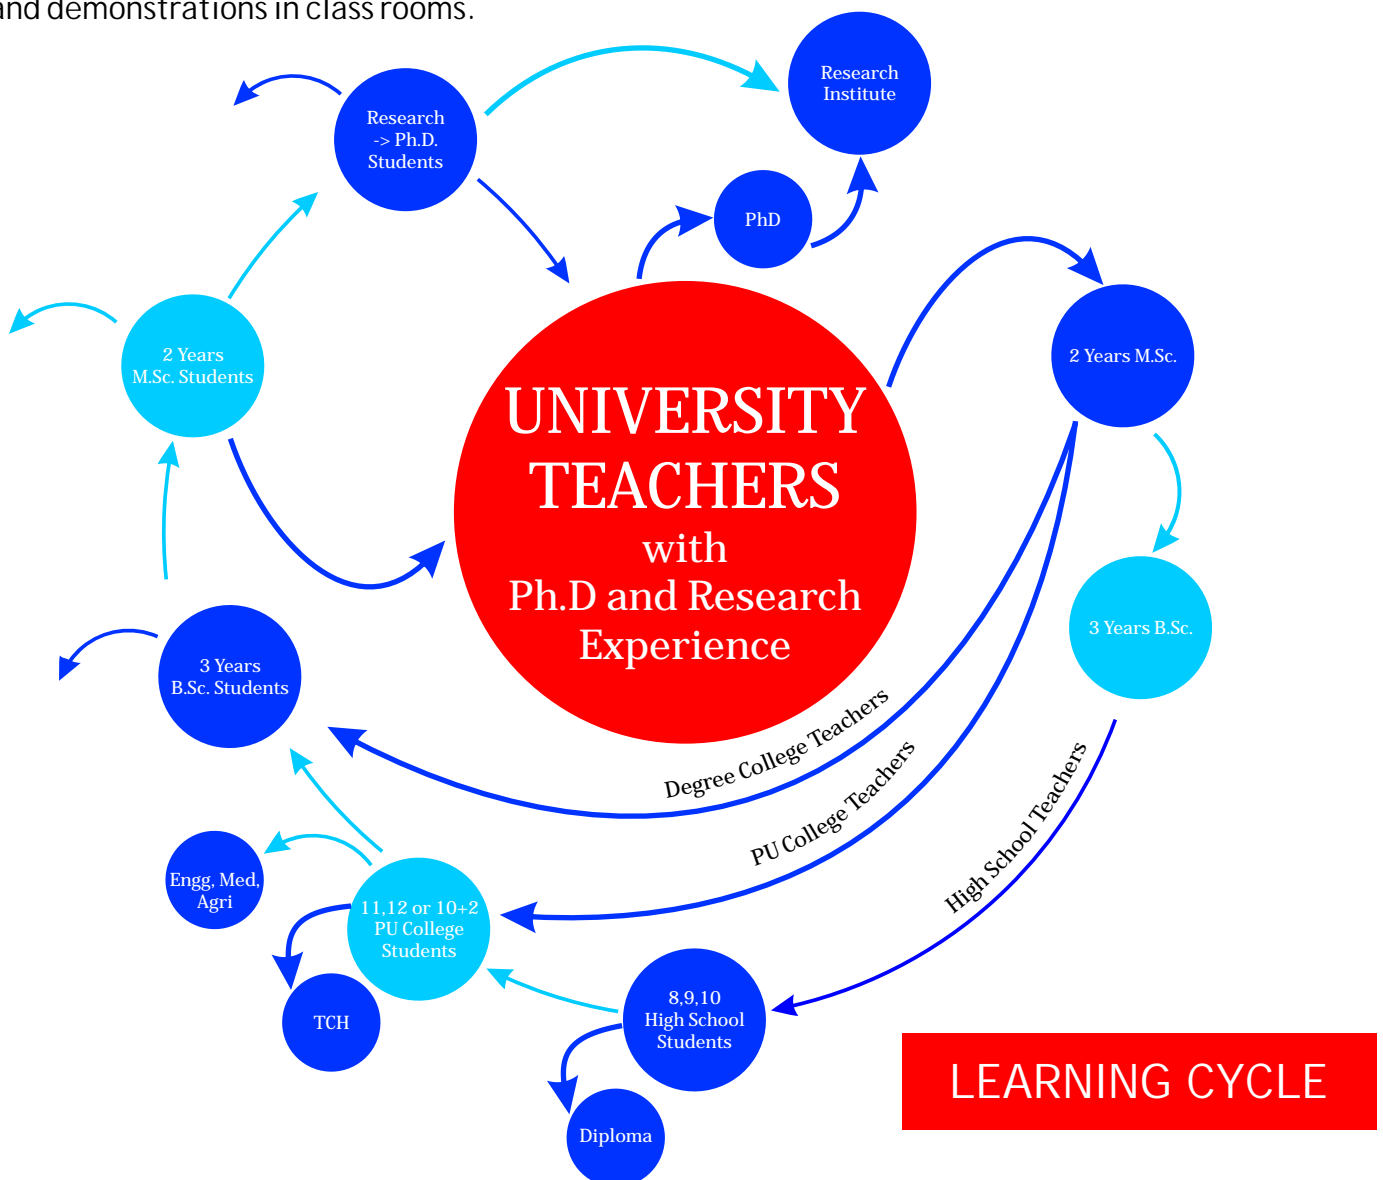 and demonstrations in class rooms.
Research
Institute
Research
-> Ph.D.
Students
PhD
2 Years
M.Sc. Students
2 Years M.Sc.
UNIVERSITY
TEACHERS
with
Ph.D and Research
Experience
3 Years B.Sc.
3 Years
B.Sc. Students
Degree College Teachers
PU College Teachers
High School Teachers
Engg, Med,
Agri
11,12 or 10+2
PU College
Students
TCH
8,9,10
High School
Students
Diploma
LEARNING CYCLE